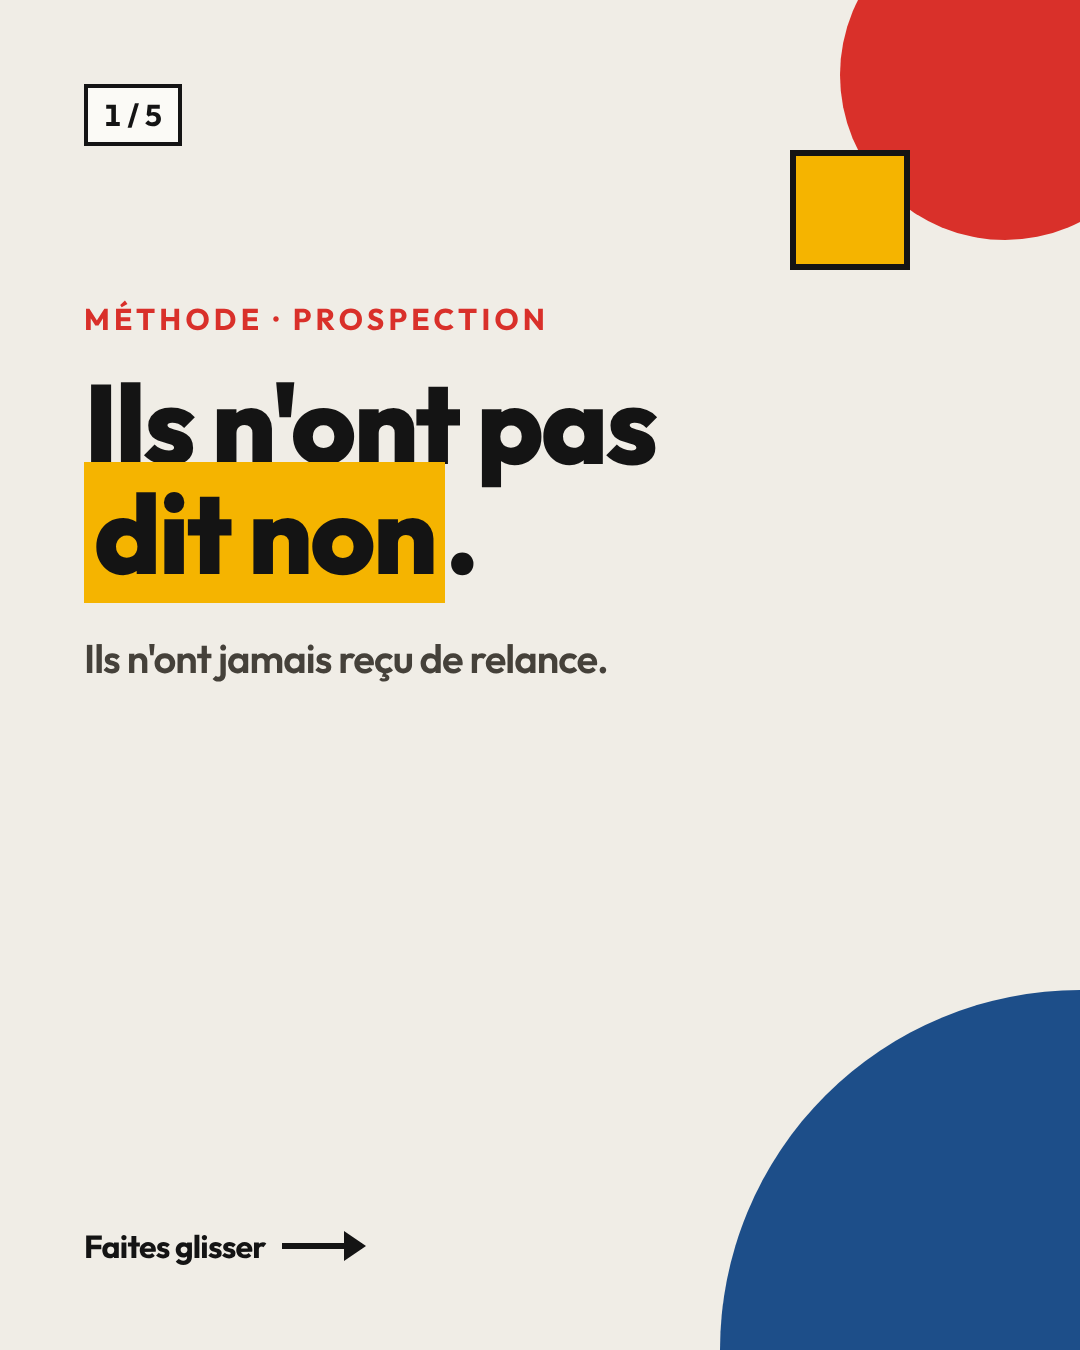 1/5
MÉTHODE · PROSPECTION
Ils n'ont pas
dit non.
Ils n'ont jamais reçu de relance.
Faites glisser